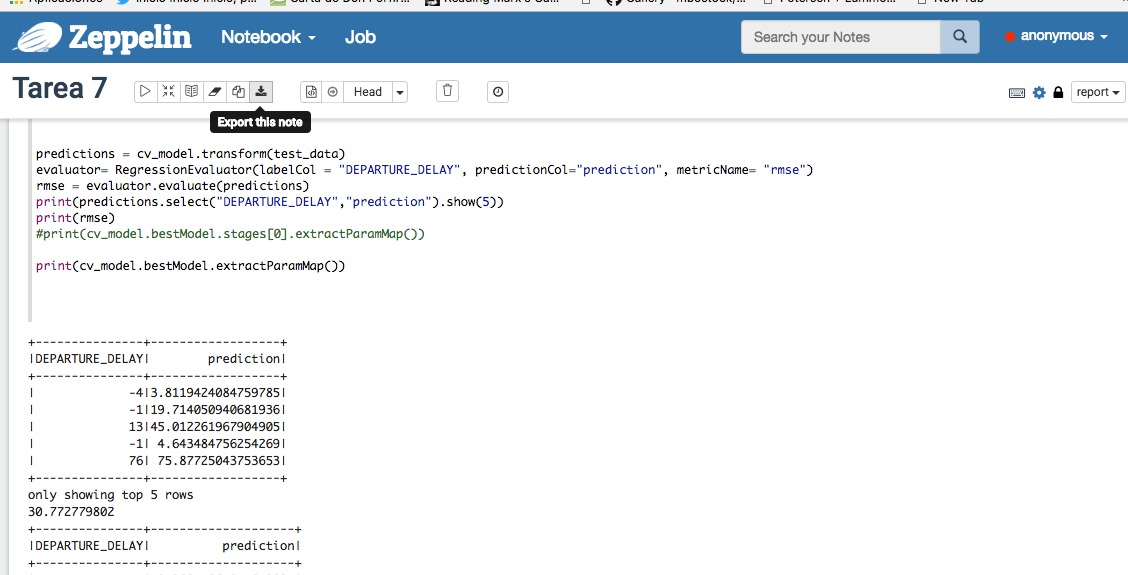 Zeppelin Notebook Job Search your Notes anonymous
Tarea 7 Head report
Export this note
predictions = cv_model.transform(test_data)
evaluator= RegressionEvaluator(labelCol = "DEPARTURE_DELAY", predictionCol="prediction", metricName= "rmse")
rmse = evaluator.evaluate(predictions)
print(predictions.select("DEPARTURE_DELAY","prediction").show(5))
print(rmse)
#print(cv_model.bestModel.stages[0].extractParamMap())
print(cv_model.bestModel.extractParamMap())
+---------------+------------------+
|DEPARTURE_DELAY|        prediction|
+---------------+------------------+
|             -4|3.8119424084759785|
|             -1|19.714050940681936|
|             13|45.012261967904905|
|             -1| 4.643484756254269|
|             76| 75.87725043753653|
+---------------+------------------+
only showing top 5 rows
30.772779802
+---------------+--------------------+
|DEPARTURE_DELAY|          prediction|
+---------------+--------------------+